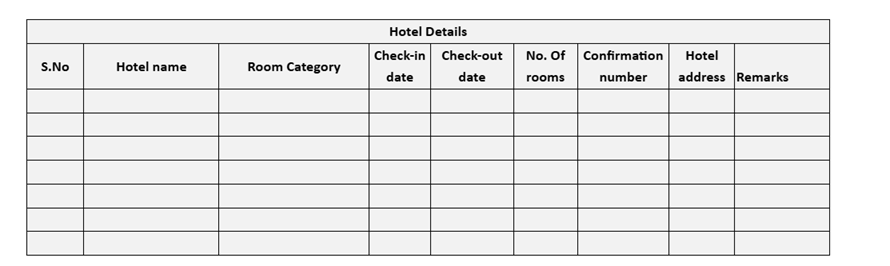 Hotel Details
S.No Hotel name Room Category Check-in date Check-out date No. Of rooms Confirmation number Hotel address Remarks